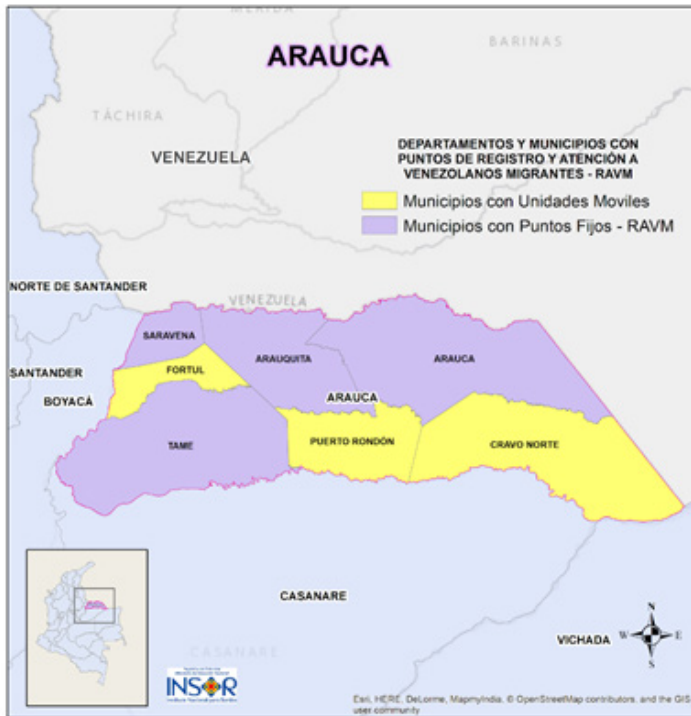 MÉRIDA
BARINAS
ARAUCA
TÁCHIRA
VENEZUELA
DEPARTAMENTOS Y MUNICIPIOS CON
PUNTOS DE REGISTRO Y ATENCIÓN A
VENEZOLANOS MIGRANTES - RAVM
Municipios con Unidades Moviles
Municipios con Puntos Fijos - RAVM
NORTE DE SANTANDER
VENEZUELA
SARAVENA
ARAUQUITA
ARAUCA
FORTUL
SANTANDER
BOYACÁ
ARAUCA
TAME
PUERTO RONDÓN
CRAVO NORTE
CASANARE
CASANARE
VICHADA
N
W
E
S
INSOR
Esri, HERE, DeLorme, MapmyIndia, © OpenStreetMap contributors, and the GIS
user community